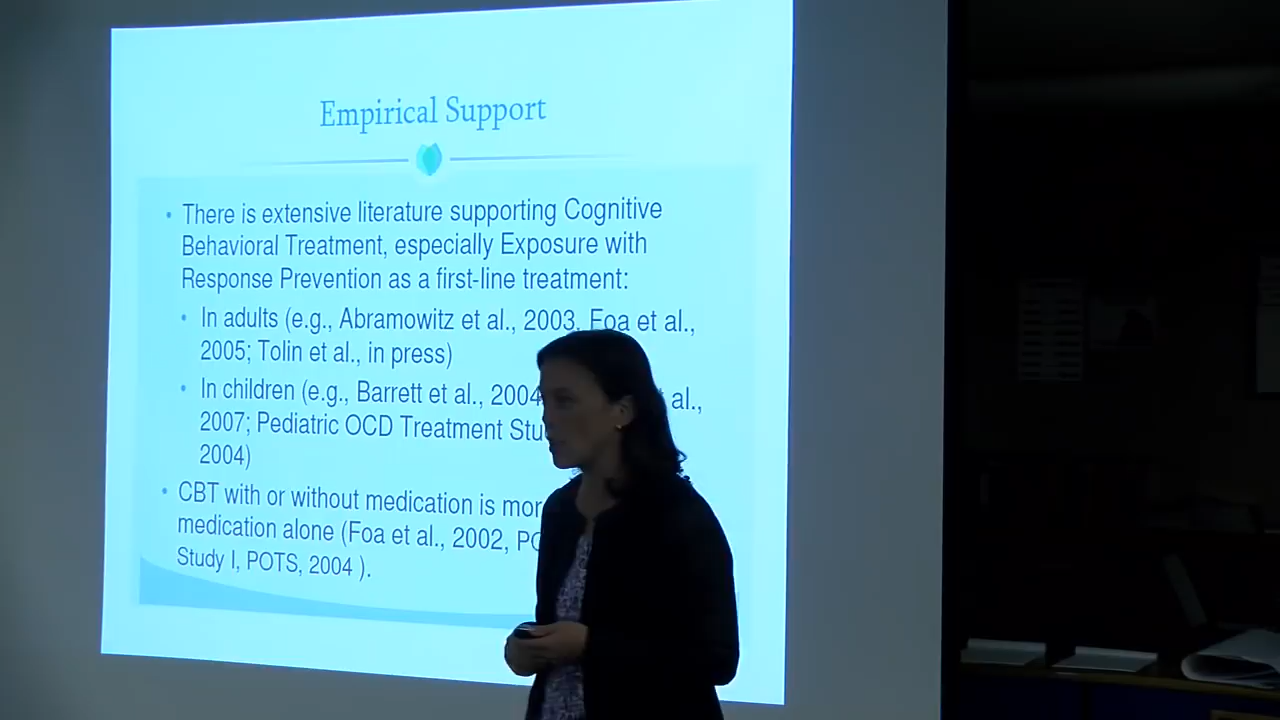 Empirical Support
• There is extensive literature supporting Cognitive
Behavioral Treatment, especially Exposure with
Response Prevention as a first-line treatment:
• In adults (e.g., Abramowitz et al., 2003, Foa et al.,
2005; Tolin et al., in press)
• In children (e.g., Barrett et al., 2004 al.,
2007; Pediatric OCD Treatment
2004)
• CBT with or without medication is
medication alone (Foa et al., 2002,
Study I, POTS, 2004 ).